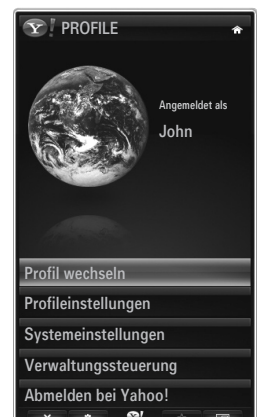 Y! PROFILE
Angemeldet als
John
Profil wechseln
Profileinstellungen
Systemeinstellungen
Verwaltungssteuerung
Abmelden bei Yahoo!
Y!